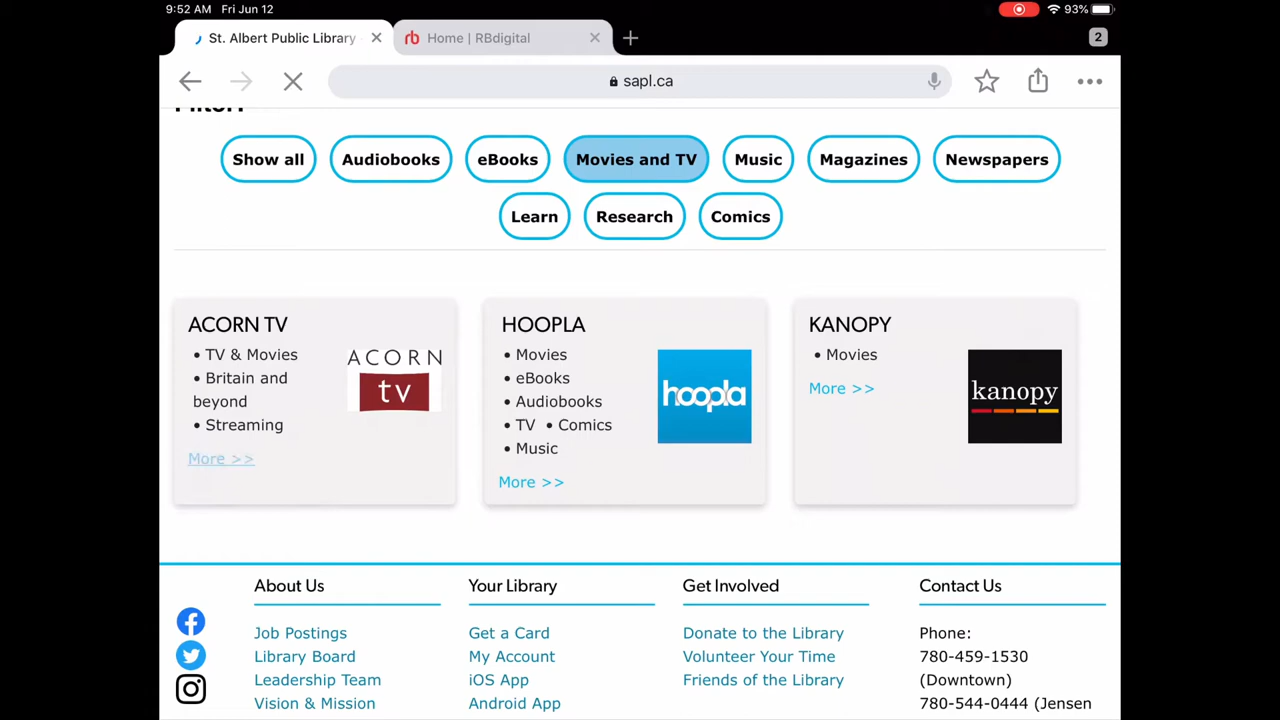 9:52 AM Fri Jun 12
93%
St. Albert Public Library
Home | RBdigital
2
sapl.ca
Show all
Audiobooks
eBooks
Movies and TV
Music
Magazines
Newspapers
Learn
Research
Comics
ACORN TV
• TV & Movies
• Britain and
beyond
• Streaming
More >>
ACORN
tv
HOOPLA
• Movies
• eBooks
• Audiobooks
• TV • Comics
• Music
More >>
hoopla
KANOPY
• Movies
More >>
kanopy
About Us
Job Postings
Library Board
Leadership Team
Vision & Mission
Your Library
Get a Card
My Account
iOS App
Android App
Get Involved
Donate to the Library
Volunteer Your Time
Friends of the Library
Contact Us
Phone:
780-459-1530
(Downtown)
780-544-0444 (Jensen